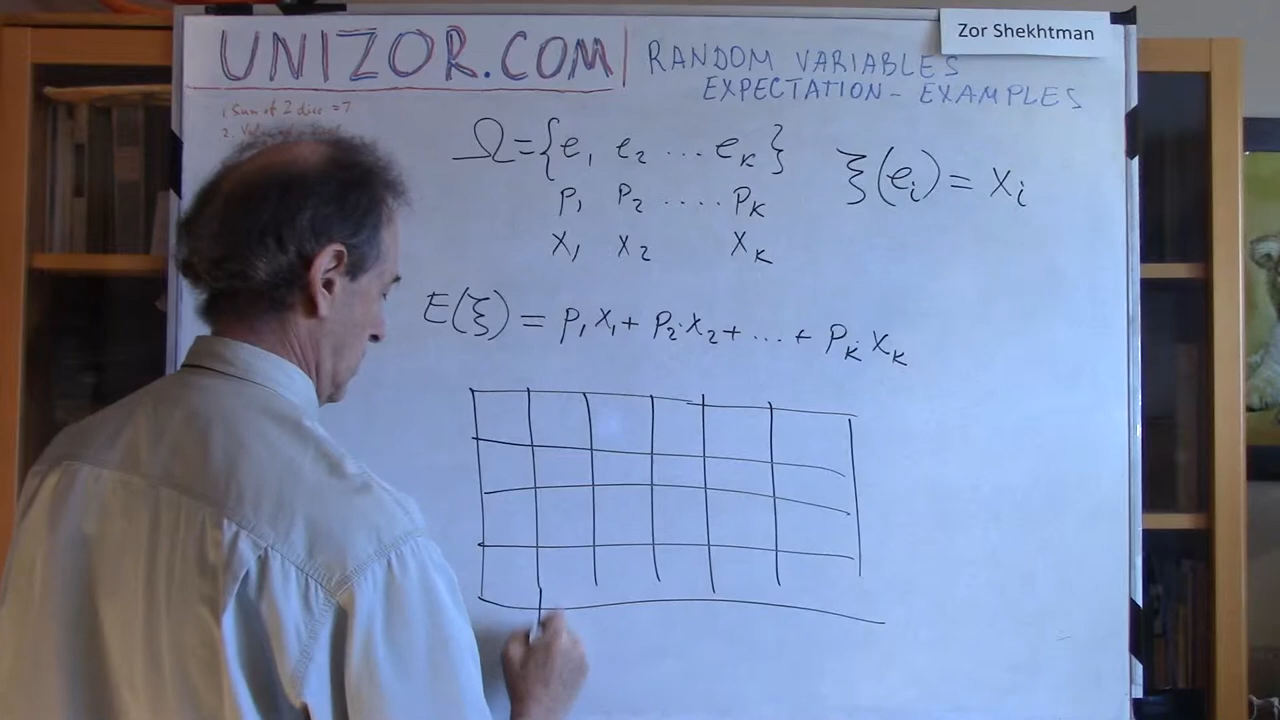 Zor Shekhtman
UNIZOR.COM
RANDOM VARIABLES
EXPECTATION - EXAMPLES
1. Sum of 2 dice = 7
2.
Ω = {e₁ e₂ ... eₖ}
ξ(eᵢ) = xᵢ
p₁ p₂ .... pₖ
x₁ x₂ xₖ
E(ξ) = p₁x₁ + p₂·x₂ + ... + pₖ·xₖ